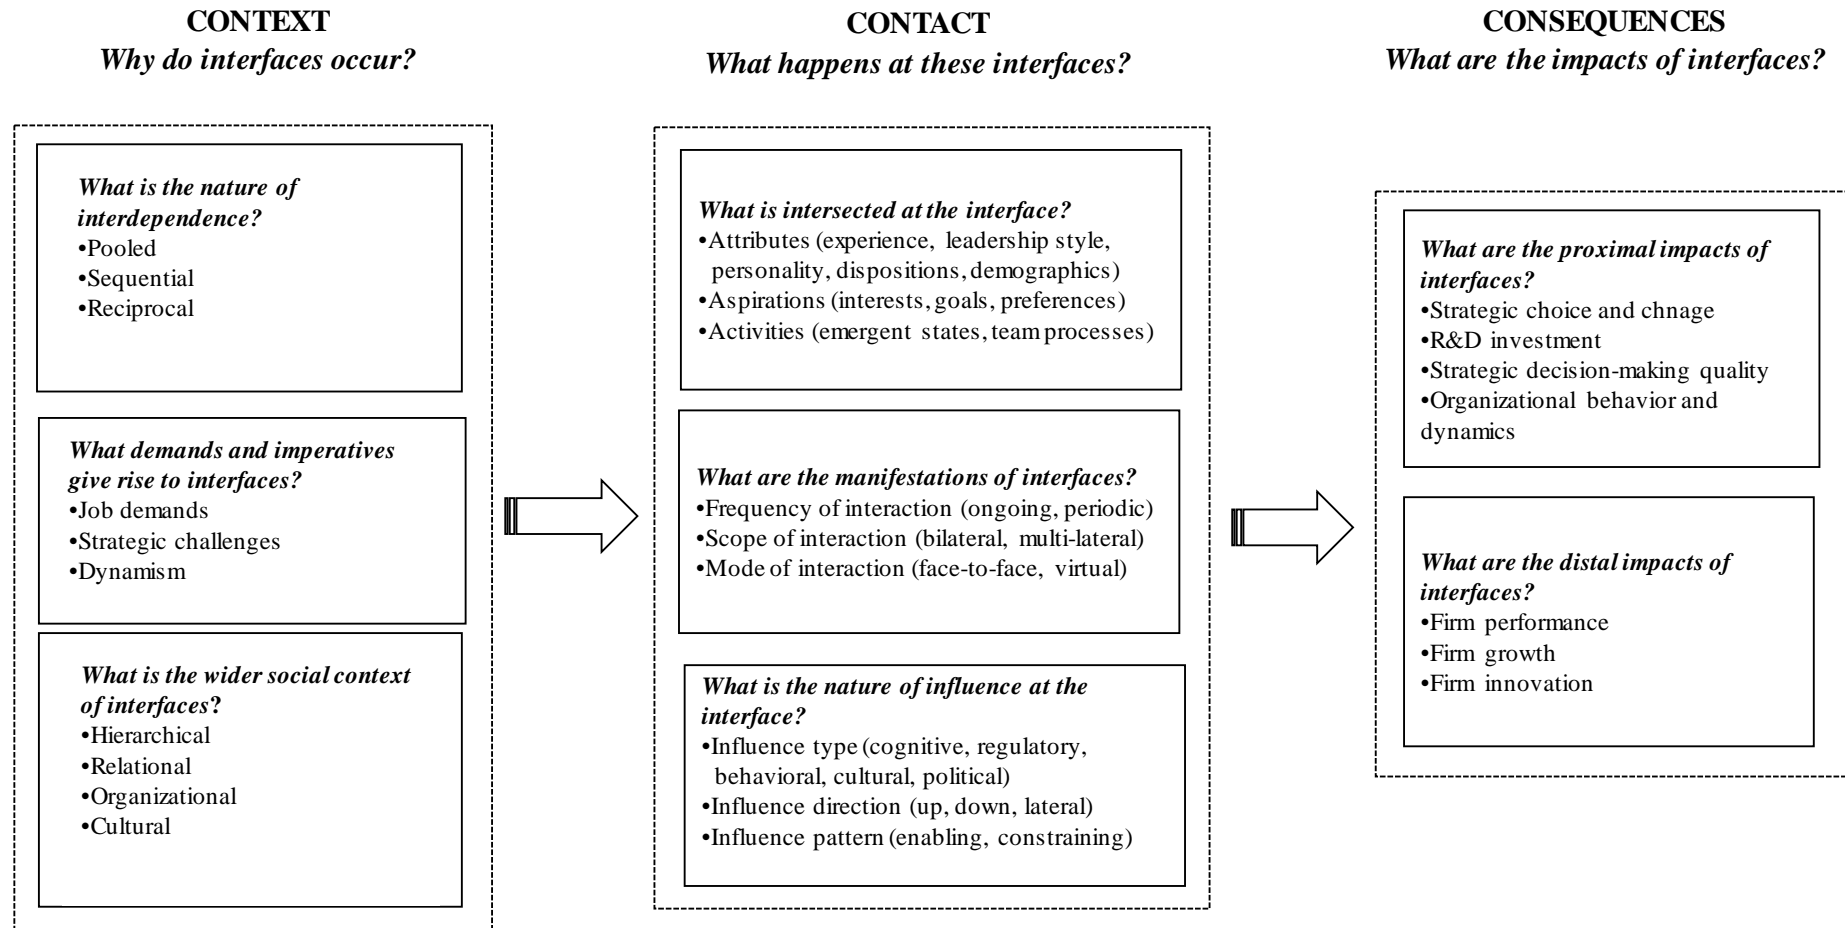 CONTEXT
Why do interfaces occur?
What is the nature of
interdependence?
•Pooled
•Sequential
•Reciprocal
What demands and imperatives
give rise to interfaces?
•Job demands
•Strategic challenges
•Dynamism
What is the wider social context
of interfaces?
•Hierarchical
•Relational
•Organizational
•Cultural
CONTACT
What happens at these interfaces?
What is intersected at the interface?
•Attributes (experience, leadership style,
personality, dispositions, demographics)
•Aspirations (interests, goals, preferences)
•Activities (emergent states, team processes)
What are the manifestations of interfaces?
•Frequency of interaction (ongoing, periodic)
•Scope of interaction (bilateral, multi-lateral)
•Mode of interaction (face-to-face, virtual)
What is the nature of influence at the
interface?
•Influence type (cognitive, regulatory,
behavioral, cultural, political)
•Influence direction (up, down, lateral)
•Influence pattern (enabling, constraining)
CONSEQUENCES
What are the impacts of interfaces?
What are the proximal impacts of
interfaces?
•Strategic choice and chnage
•R&D investment
•Strategic decision-making quality
•Organizational behavior and
dynamics
What are the distal impacts of
interfaces?
•Firm performance
•Firm growth
•Firm innovation